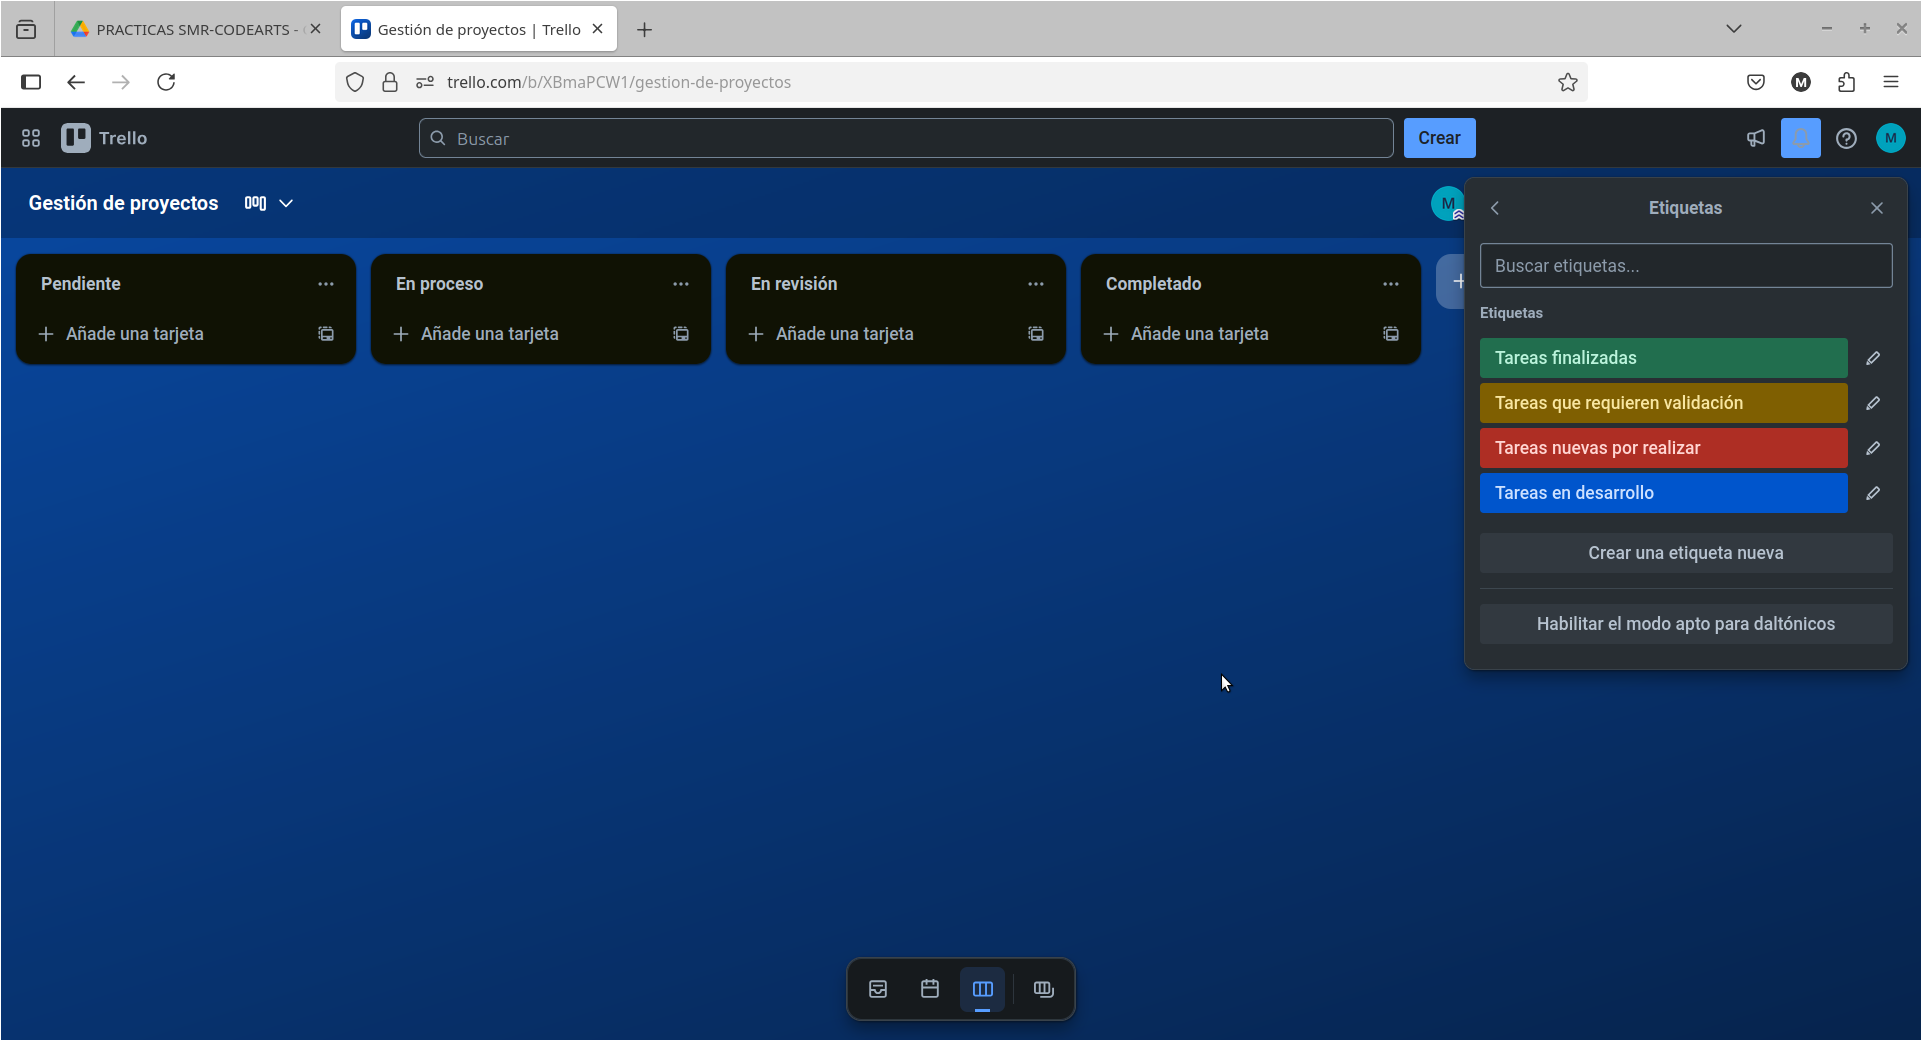 PRACTICAS SMR-CODEARTS -
Gestión de proyectos | Trello
trello.com/b/XBmaPCW1/gestion-de-proyectos
M
Trello
Buscar
Crear
M
Gestión de proyectos
M
Etiquetas
Buscar etiquetas...
Etiquetas
Tareas finalizadas
Tareas que requieren validación
Tareas nuevas por realizar
Tareas en desarrollo
Crear una etiqueta nueva
Habilitar el modo apto para daltónicos
Pendiente
Añade una tarjeta
En proceso
Añade una tarjeta
En revisión
Añade una tarjeta
Completado
Añade una tarjeta